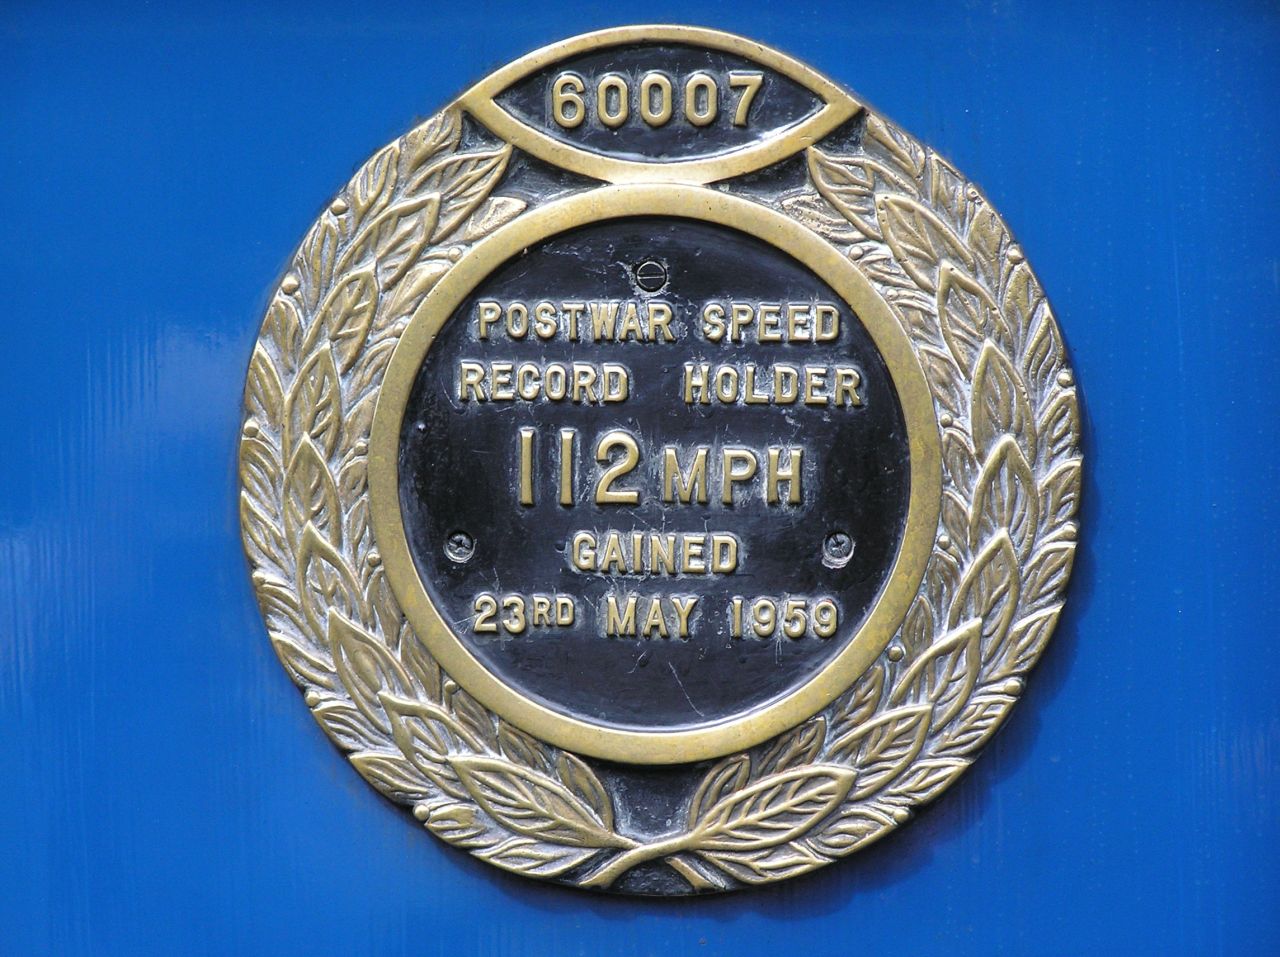 60007
POSTWAR SPEED
RECORD HOLDER
112 MPH
GAINED
23RD MAY 1959